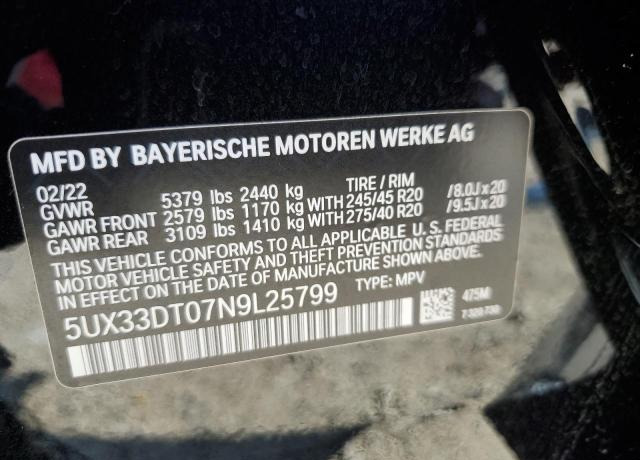 MFD BY BAYERISCHE MOTOREN WERKE AG
02/22
GVWR 5379 lbs 2440 kg TIRE / RIM
GAWR FRONT 2579 lbs 1170 kg WITH 245/45 R20 /8.0J x 20
GAWR REAR 3109 lbs 1410 kg WITH 275/40 R20 /9.5J x 20
THIS VEHICLE CONFORMS TO ALL APPLICABLE U. S. FEDERAL
MOTOR VEHICLE SAFETY AND THEFT PREVENTION STANDARDS
IN EFFECT ON THE DATE OF MANUFACTURE SHOWN ABOVE.
5UX33DT07N9L25799 TYPE: MPV
475M